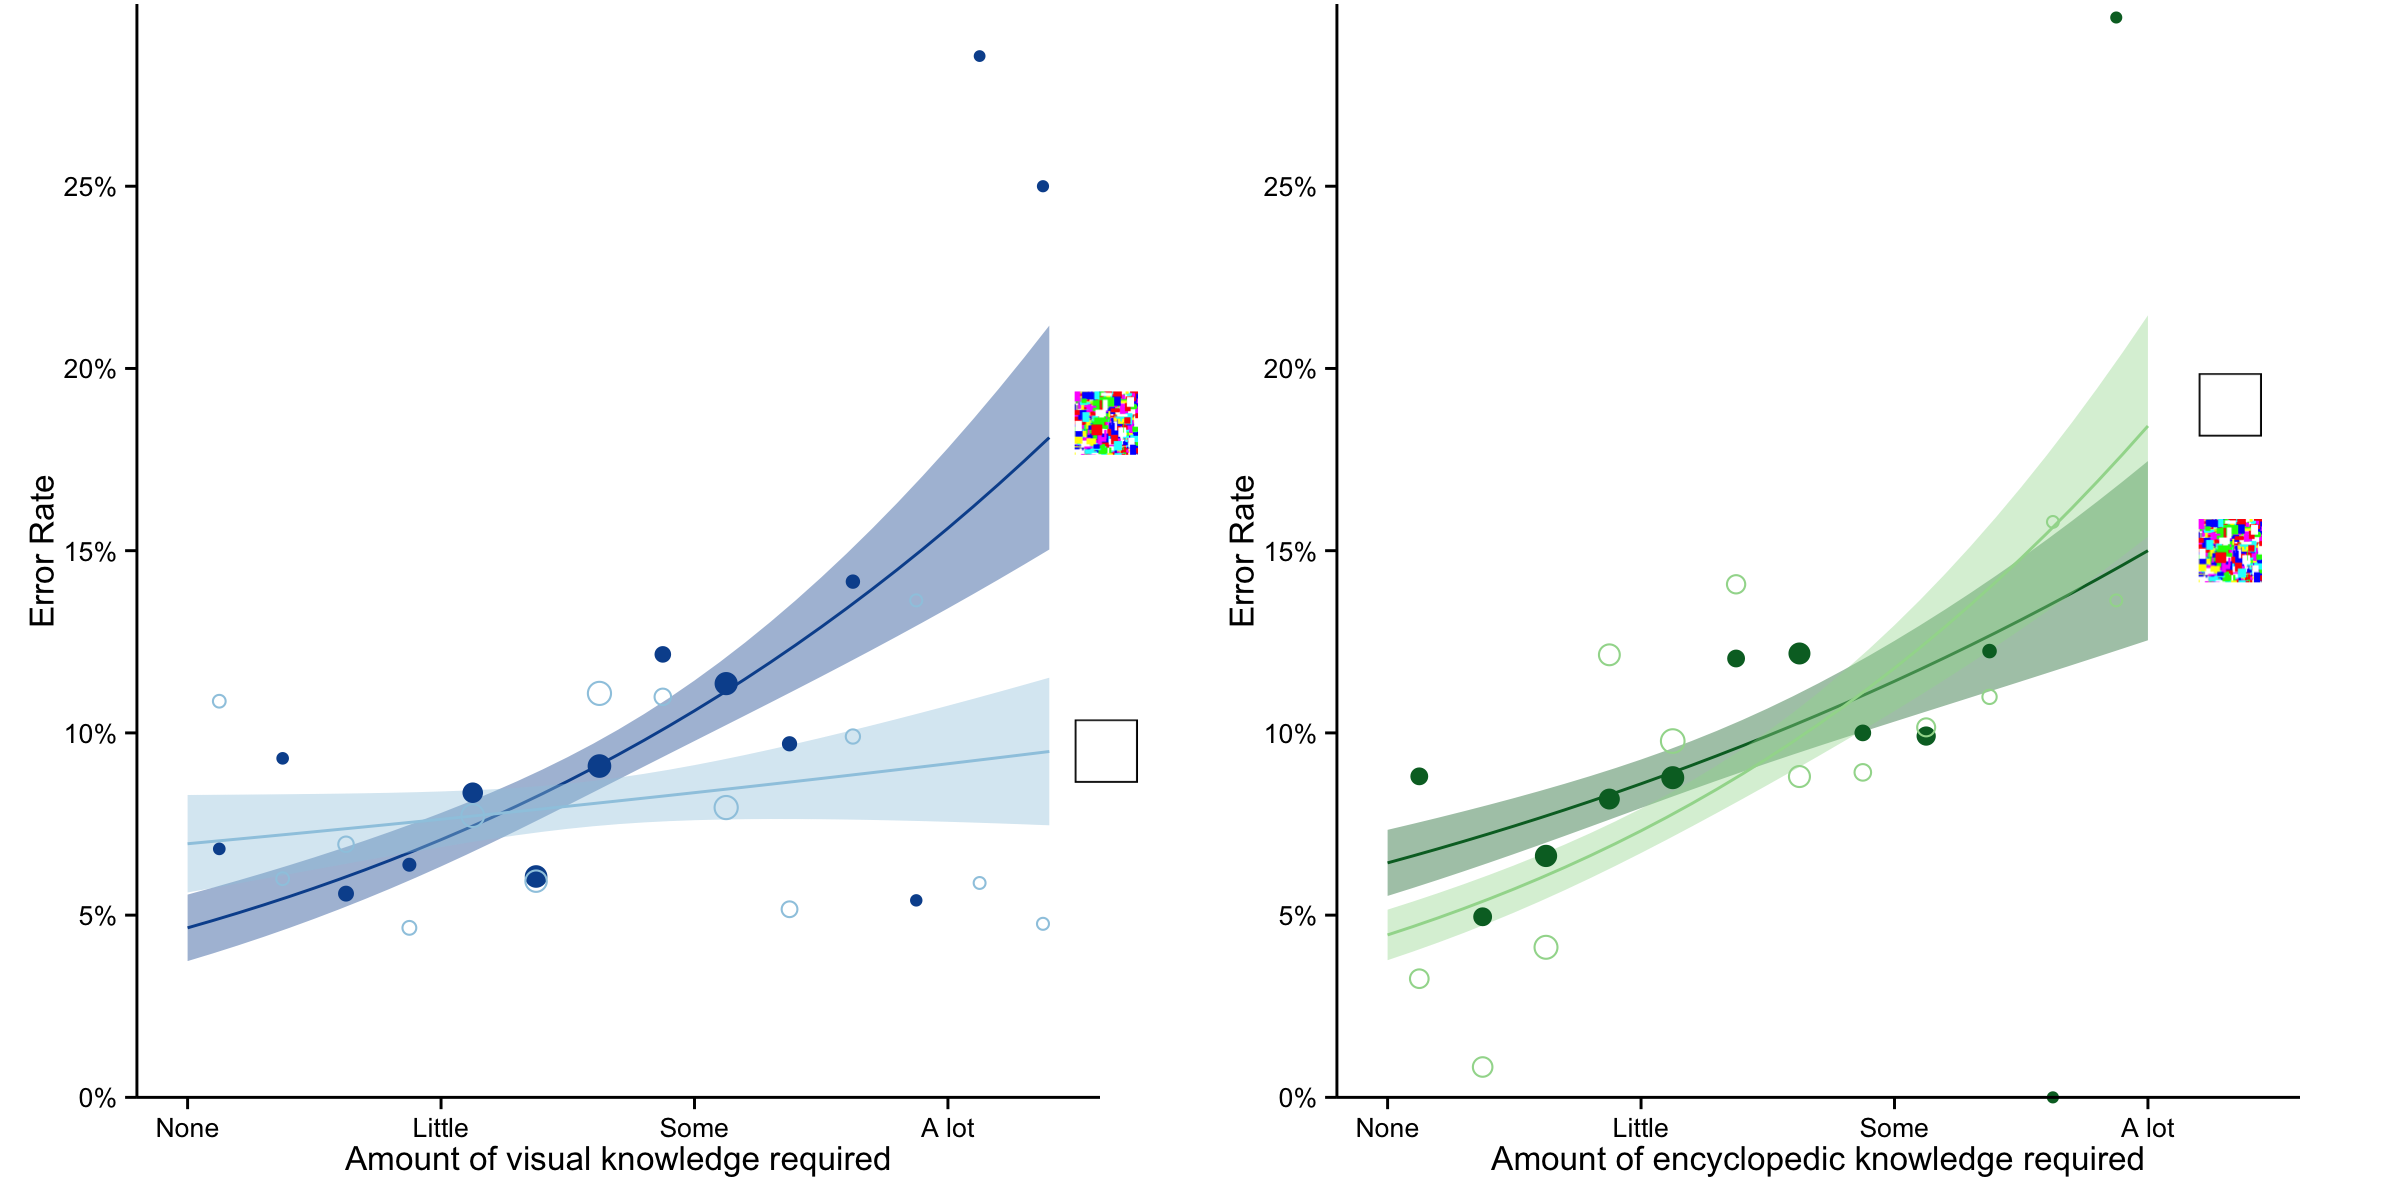 25%
20%
15%
10%
5%
0%
Error Rate
None
Little
Some
A lot
Amount of visual knowledge required
25%
20%
15%
10%
5%
0%
Error Rate
None
Little
Some
A lot
Amount of encyclopedic knowledge required